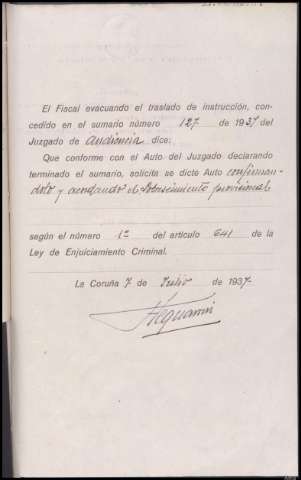 El Fiscal evacuando el traslado de instrucción, con-
cedido en el sumario número 127 de 1937 del
Juzgado de audiencia dice:
Que conforme con el Auto del Juzgado declarando
terminado el sumario, solicita se dicte Auto confirman-
dolo y acordando el sobreseimiento provisional
según el número 1º del artículo 641 de la
Ley de Enjuiciamiento Criminal.
La Coruña 7 de Julio de 1937-